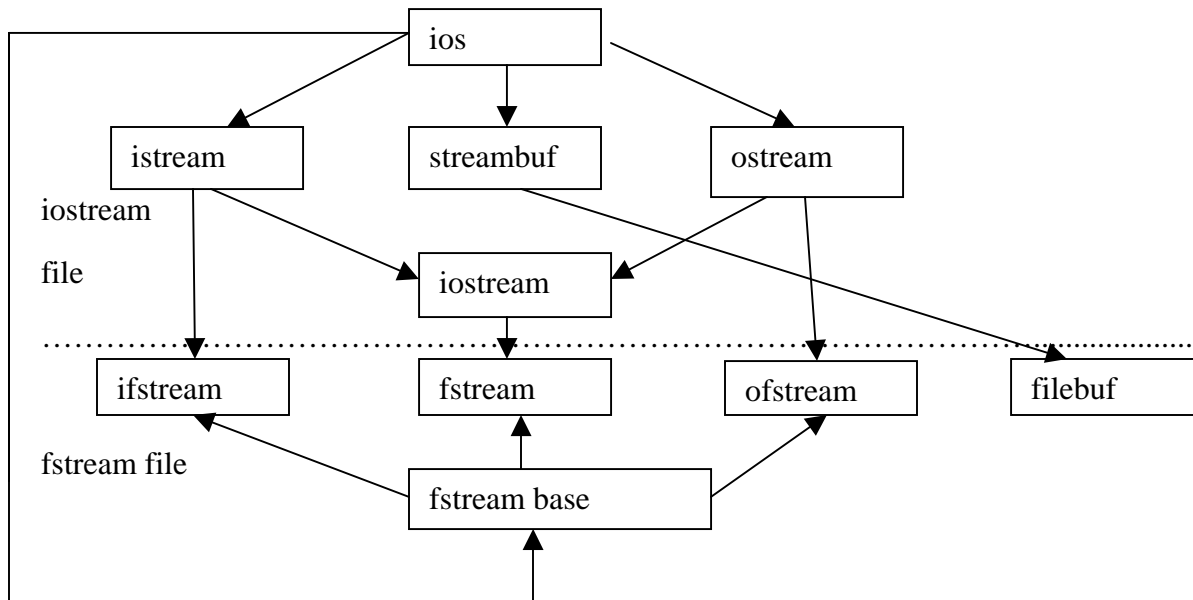 ios
istream
streambuf
ostream
iostream
file
iostream
ifstream
fstream
ofstream
filebuf
fstream file
fstream base